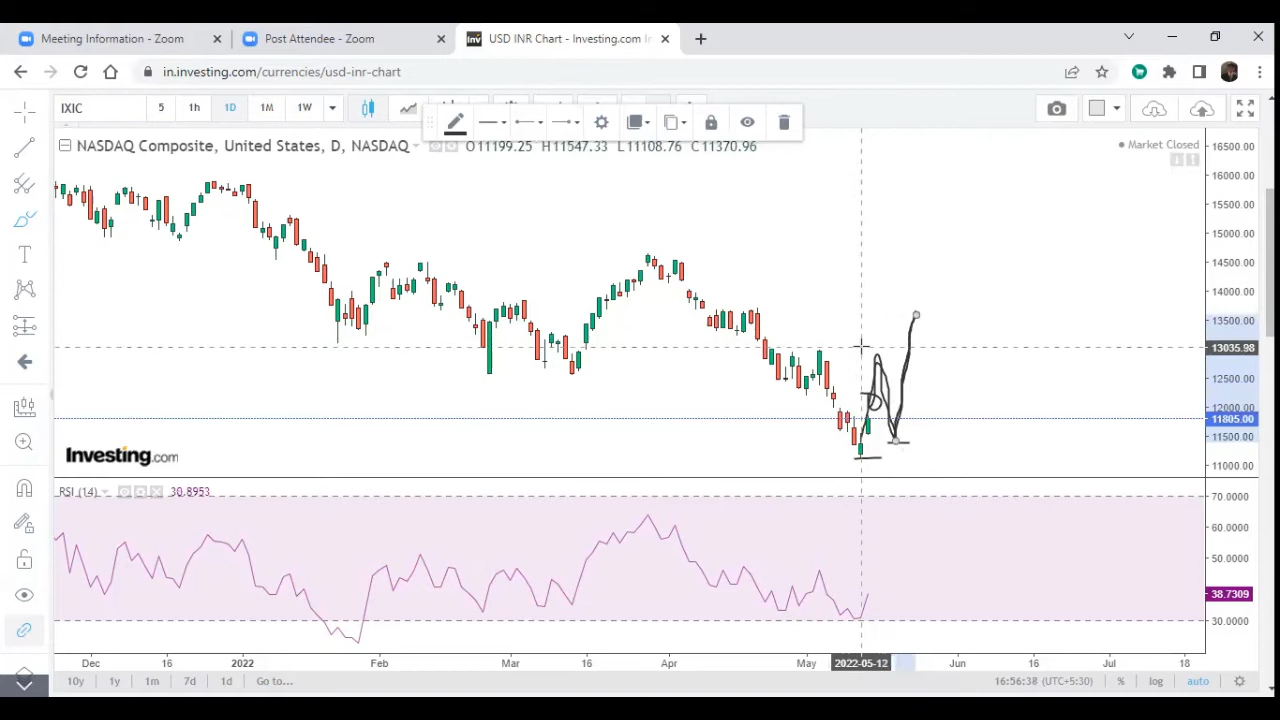 Meeting Information - Zoom
Post Attendee - Zoom
Inv
USD INR Chart - Investing.com In
in.investing.com/currencies/usd-inr-chart
IXIC 5 1h 1D 1M 1W
NASDAQ Composite, United States, D, NASDAQ O11199.25 H11547.33 L11108.76 C11370.96
Market Closed
16500.00
16000.00
15500.00
15000.00
14500.00
14000.00
13500.00
13035.98
12500.00
12000.00
11805.00
11500.00
11000.00
Investing.com
RSI (14) 30.8953
70.0000
60.0000
50.0000
38.7309
30.0000
Dec 16 2022 Feb Mar 16 Apr May 2022-05-12 Jun 16 Jul 18
10y 1y 1m 7d 1d Go to... 16:56:38 (UTC+5:30) % log auto